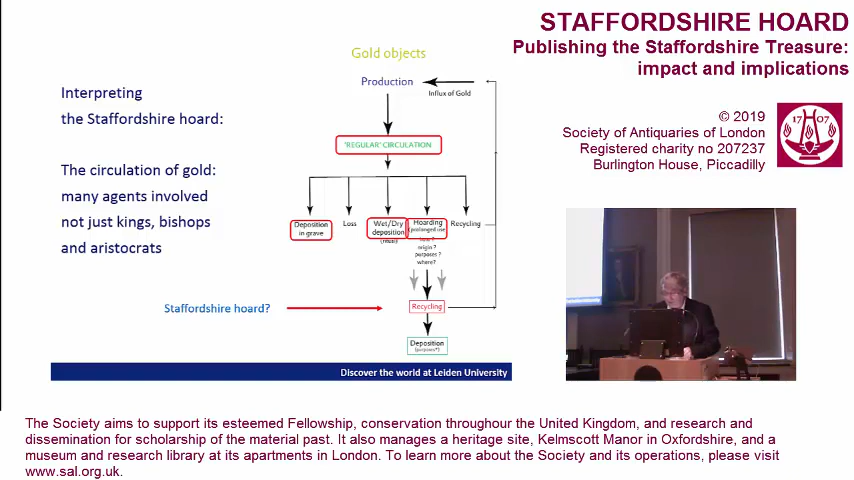 STAFFORDSHIRE HOARD
Publishing the Staffordshire Treasure:
impact and implications
© 2019
Society of Antiquaries of London
Registered charity no 207237
Burlington House, Piccadilly
17 07
Gold objects
Interpreting
the Staffordshire hoard:
The circulation of gold:
many agents involved
not just kings, bishops
and aristocrats
Production
Influx of Gold
'REGULAR' CIRCULATION
Deposition
in grave
Loss
Wet/Dry
deposition
(ritual)
Hoarding
(prolonged use
origin ?
purposes ?
where?
Recycling
Staffordshire hoard?
Recycling
Deposition
Discover the world at Leiden University
The Society aims to support its esteemed Fellowship, conservation throughour the United Kingdom, and research and
dissemination for scholarship of the material past. It also manages a heritage site, Kelmscott Manor in Oxfordshire, and a
museum and research library at its apartments in London. To learn more about the Society and its operations, please visit
www.sal.org.uk.